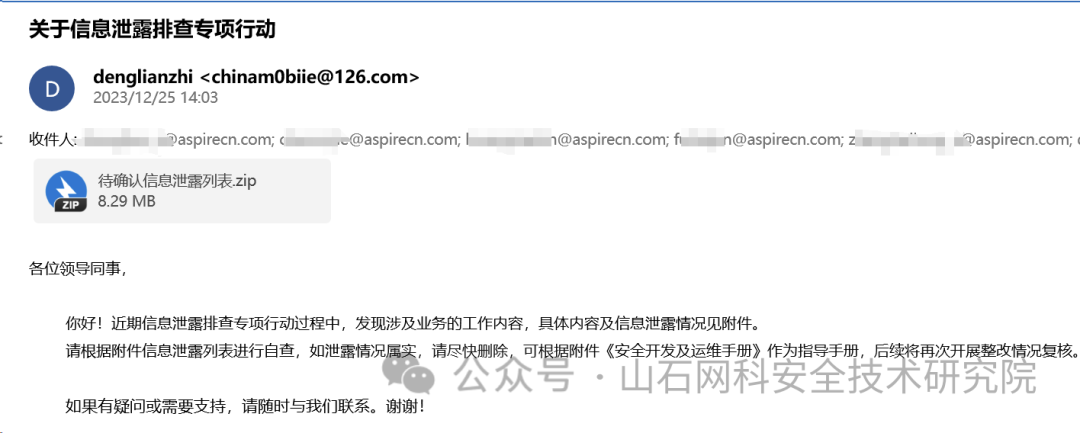 关于信息泄露排查专项行动
D
denglianzhi <chinam0biie@126.com>
2023/12/25 14:03
收件人: @aspirecn.com; c e@aspirecn.com; l n@aspirecn.com; fu n@aspirecn.com; z @aspirecn.com; c
待确认信息泄露列表.zip
ZIP
8.29 MB
各位领导同事，
你好！近期信息泄露排查专项行动过程中，发现涉及业务的工作内容，具体内容及信息泄露情况见附件。
请根据附件信息泄露列表进行自查，如泄露情况属实，请尽快删除，可根据附件《安全开发及运维手册》作为指导手册，后续将再次开展整改情况复核。
公众号 · 山石网科安全技术研究院
如果有疑问或需要支持，请随时与我们联系。谢谢！